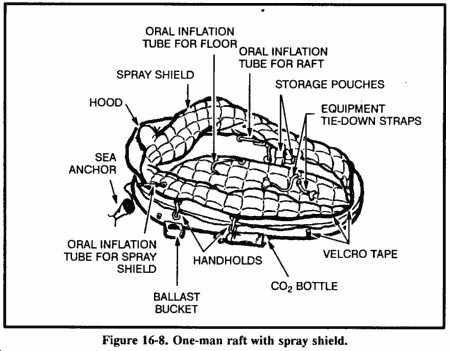 ORAL INFLATION
TUBE FOR FLOOR
ORAL INFLATION
TUBE FOR RAFT
SPRAY SHIELD
STORAGE POUCHES
HOOD
EQUIPMENT
TIE-DOWN STRAPS
SEA
ANCHOR
ORAL INFLATION
TUBE FOR SPRAY
SHIELD
HANDHOLDS
VELCRO TAPE
BALLAST
BUCKET
CO₂ BOTTLE
Figure 16-8. One-man raft with spray shield.